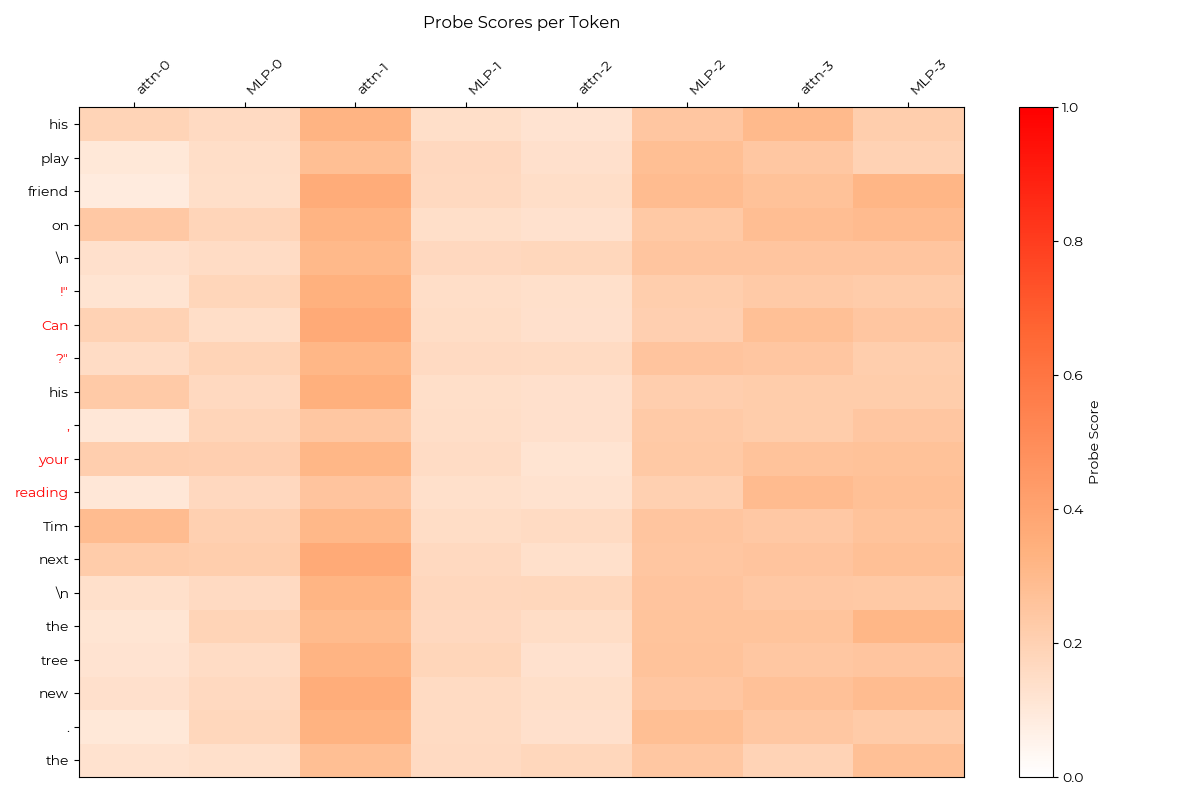 Probe Scores per Token
attn-0 MLP-0 attn-1 MLP-1 attn-2 MLP-2 attn-3 MLP-3
his
play
friend
on
\n
!"
Can
?"
his
,
your
reading
Tim
next
\n
the
tree
new
.
the
1.0
0.8
0.6
0.4
0.2
0.0
Probe Score